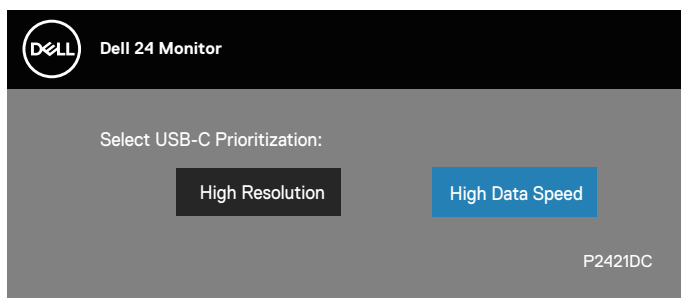 DELL
Dell 24 Monitor
Select USB-C Prioritization:
High Resolution
High Data Speed
P2421DC